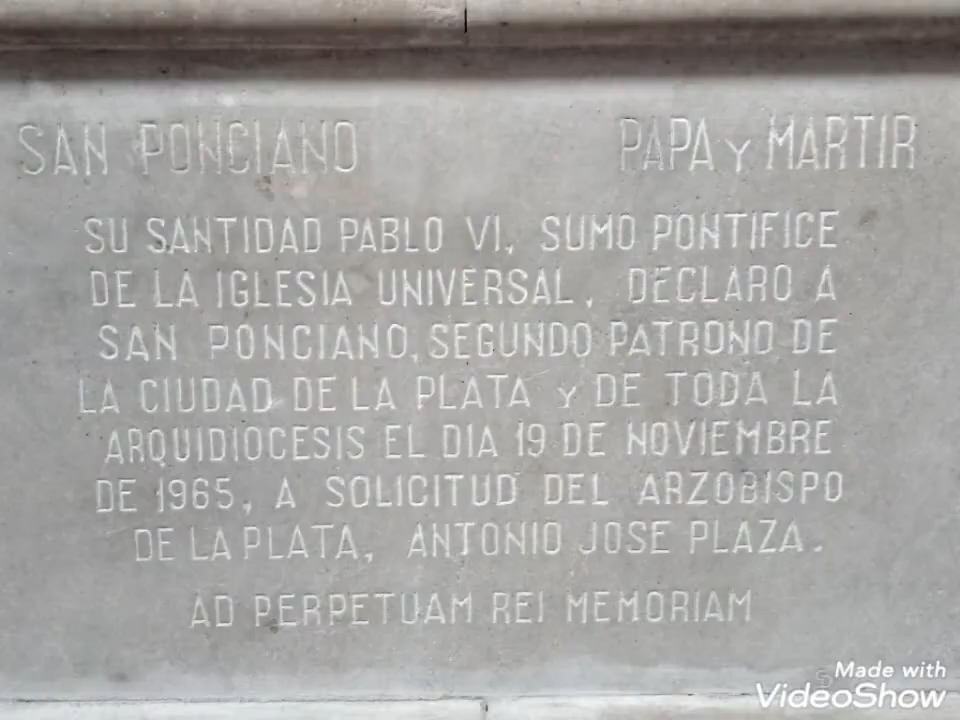 SAN PONCIANO PAPA Y MARTIR
SU SANTIDAD PABLO VI, SUMO PONTIFICE
DE LA IGLESIA UNIVERSAL, DECLARO A
SAN PONCIANO, SEGUNDO PATRONO DE
LA CIUDAD DE LA PLATA Y DE TODA LA
ARQUIDIOCESIS EL DIA 19 DE NOVIEMBRE
DE 1965, A SOLICITUD DEL ARZOBISPO
DE LA PLATA, ANTONIO JOSE PLAZA.
AD PERPETUAM REI MEMORIAM
Made with
VideoShow